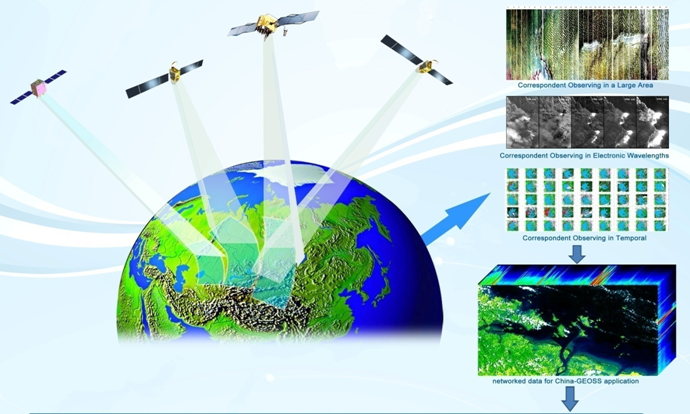 Correspondent Observing in a Large Area
Correspondent Observing in Electronic Wavelengths
Correspondent Observing in Temporal
networked data for China-GEOSS application